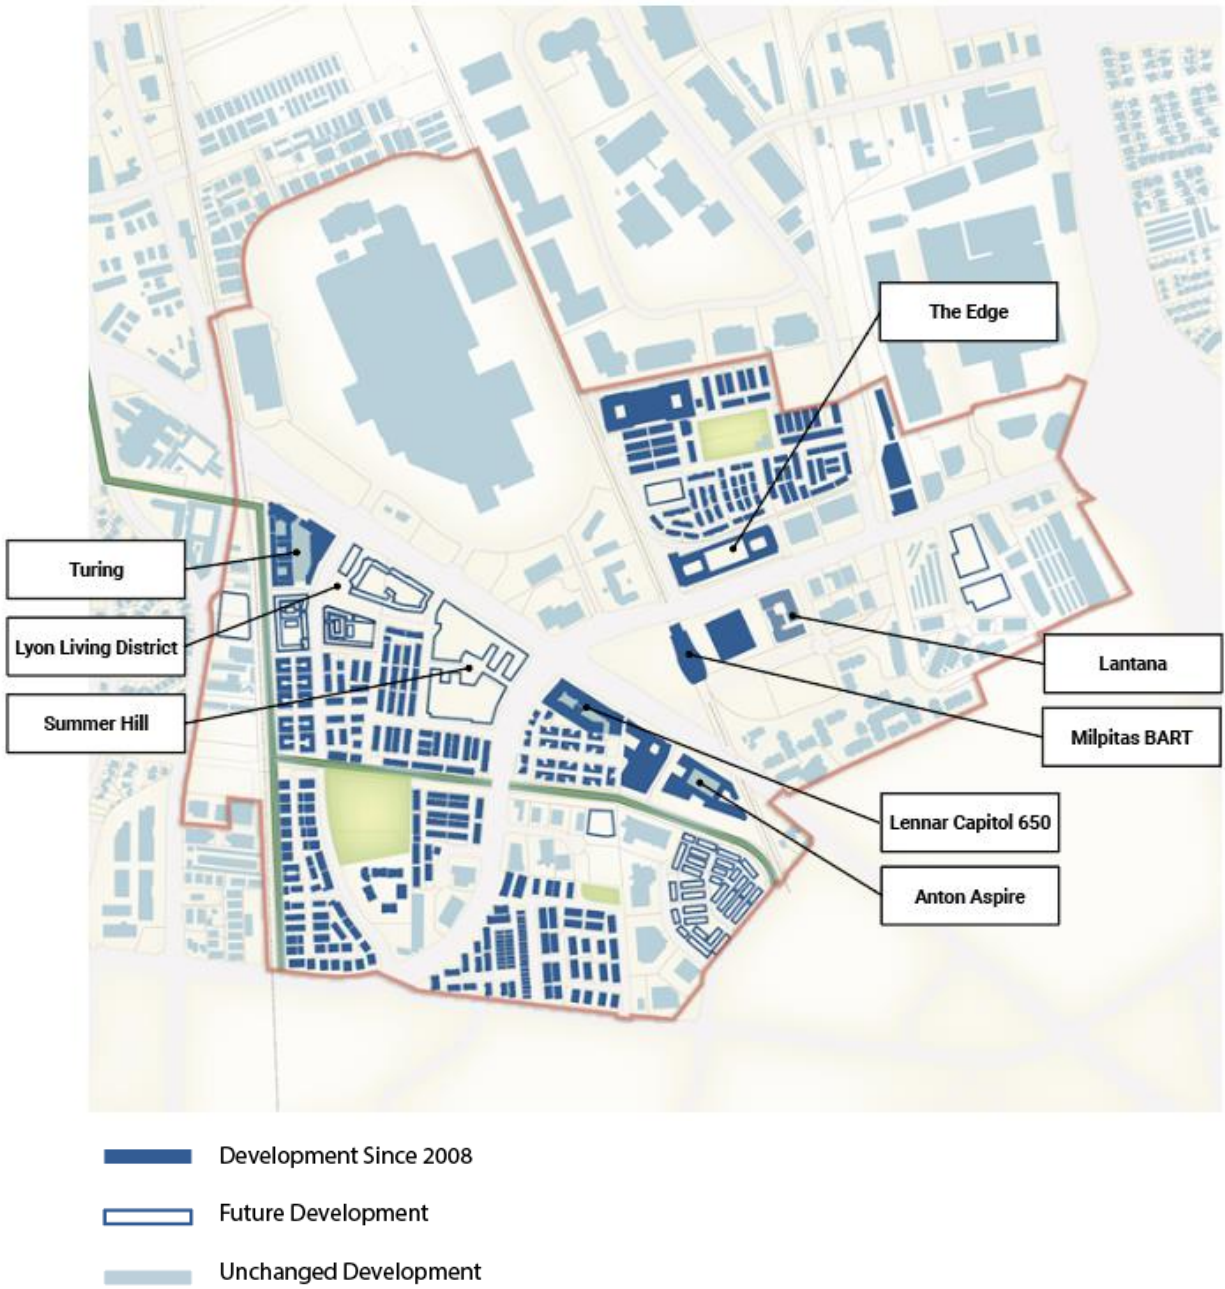 The Edge
Turing
Lyon Living District
Summer Hill
Lantana
Milpitas BART
Lennar Capitol 650
Anton Aspire
Development Since 2008
Future Development
Unchanged Development